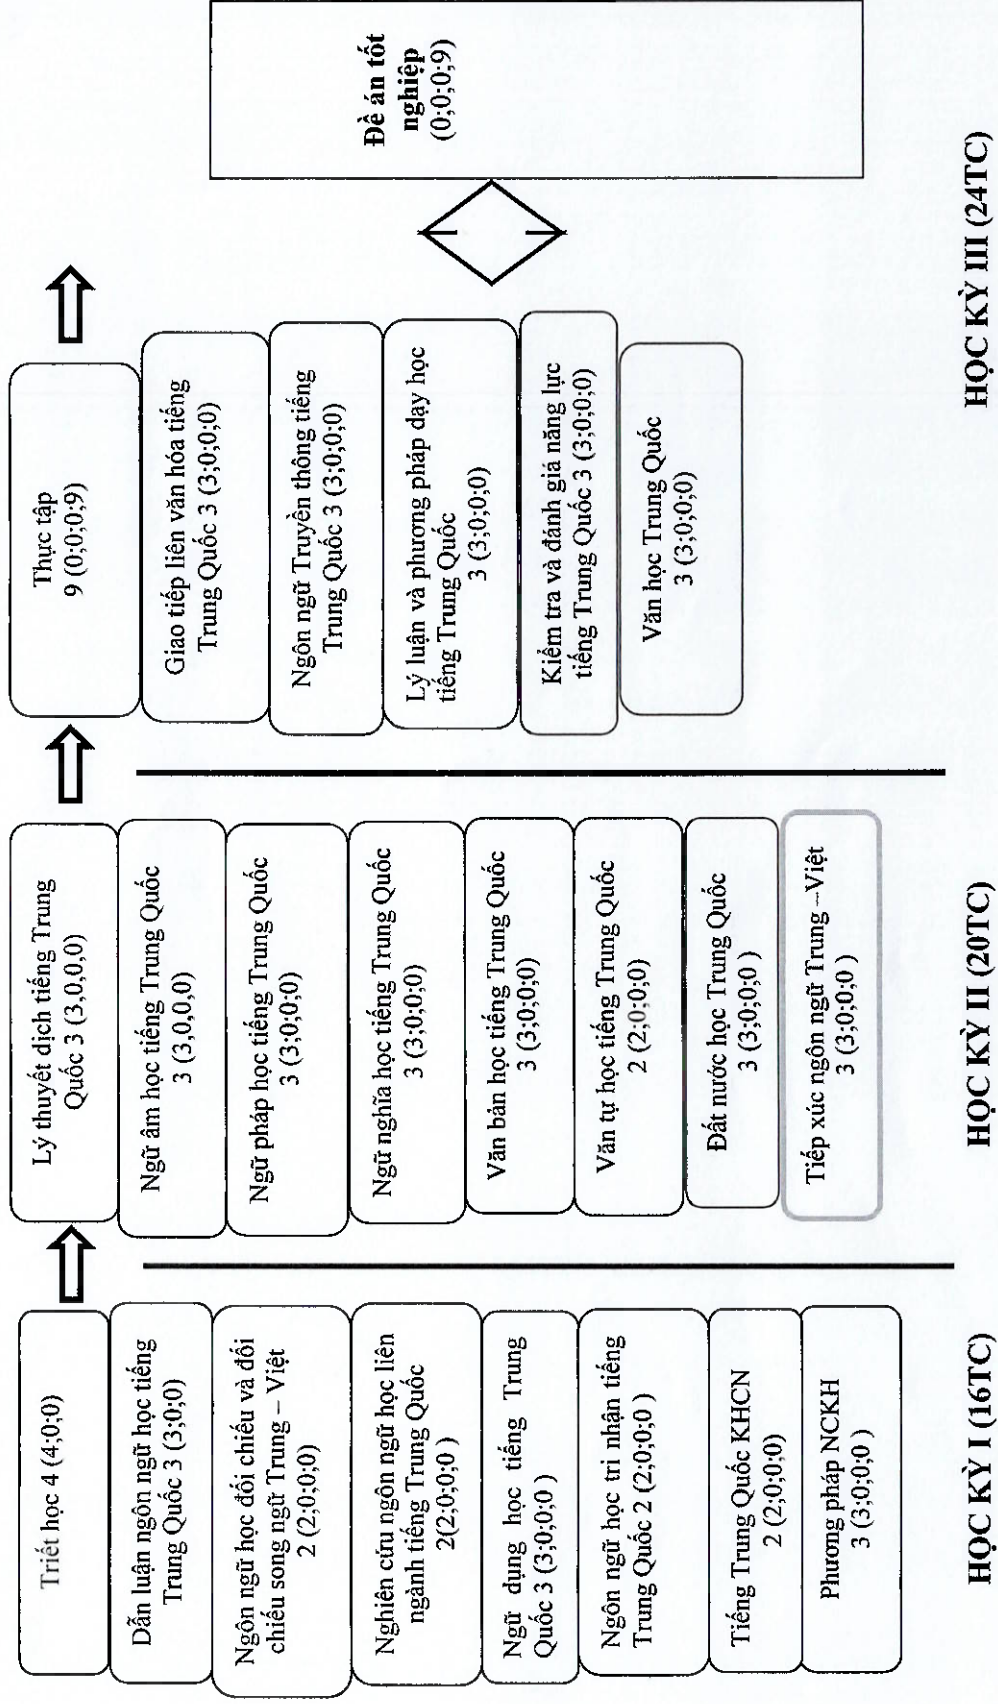 Triết học 4 (4;0;0)
Dẫn luận ngôn ngữ học tiếng
Trung Quốc 3 (3;0;0)
Ngôn ngữ học đối chiếu và đối
chiếu song ngữ Trung – Việt
2 (2;0;0;0)
Nghiên cứu ngôn ngữ học liên
ngành tiếng Trung Quốc
2(2;0;0;0 )
Ngữ dụng học tiếng Trung
Quốc 3 (3;0;0;0 )
Ngôn ngữ học tri nhận tiếng
Trung Quốc 2 (2;0;0;0 )
Tiếng Trung Quốc KHCN
2 (2;0;0;0)
Phương pháp NCKH
3 (3;0;0;0 )
HỌC KỲ I (16TC)
Lý thuyết dịch tiếng Trung
Quốc 3 (3,0,0,0)
Ngữ âm học tiếng Trung Quốc
3 (3,0,0,0)
Ngữ pháp học tiếng Trung Quốc
3 (3;0;0;0)
Ngữ nghĩa học tiếng Trung Quốc
3 (3;0;0;0)
Văn bản học tiếng Trung Quốc
3 (3;0;0;0)
Văn tự học tiếng Trung Quốc
2 (2;0;0;0)
Đất nước học Trung Quốc
3 (3;0;0;0 )
Tiếp xúc ngôn ngữ Trung –Việt
3 (3;0;0;0 )
HỌC KỲ II (20TC)
Thực tập
9 (0;0;0;9)
Giao tiếp liên văn hóa tiếng
Trung Quốc 3 (3;0;0;0)
Ngôn ngữ Truyền thông tiếng
Trung Quốc 3 (3;0;0;0)
Lý luận và phương pháp dạy học
tiếng Trung Quốc
3 (3;0;0;0)
Kiểm tra và đánh giá năng lực
tiếng Trung Quốc 3 (3;0;0;0)
Văn học Trung Quốc
3 (3;0;0;0)
Đề án tốt
nghiệp
(0;0;0;9)
HỌC KỲ III (24TC)